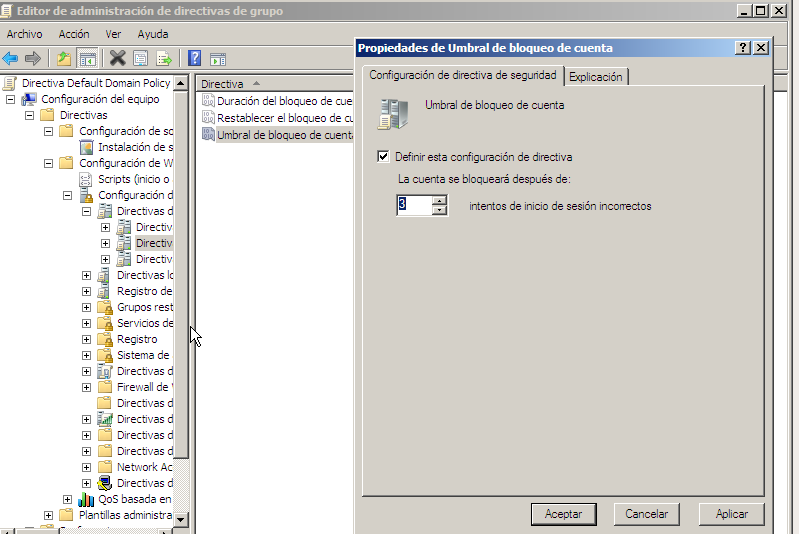 Editor de administración de directivas de grupo
Archivo Acción Ver Ayuda
Directiva Default Domain Policy
Configuración del equipo
Directivas
Configuración de so
Instalación de s
Configuración de W
Scripts (inicio o
Configuración d
Directivas d
Directiv
Directiv
Directiv
Directivas lo
Registro de
Grupos rest
Servicios de
Registro
Sistema de
Directivas d
Firewall de
Directivas d
Directivas d
Directivas d
Directivas d
Network Ac
Directivas d
QoS basada en
Plantillas administra
Directiva
Duración del bloqueo de cue
Restablecer el bloqueo de cu
Umbral de bloqueo de cuenta
Propiedades de Umbral de bloqueo de cuenta
Configuración de directiva de seguridad Explicación
Umbral de bloqueo de cuenta
Definir esta configuración de directiva
La cuenta se bloqueará después de:
3 intentos de inicio de sesión incorrectos
Aceptar Cancelar Aplicar